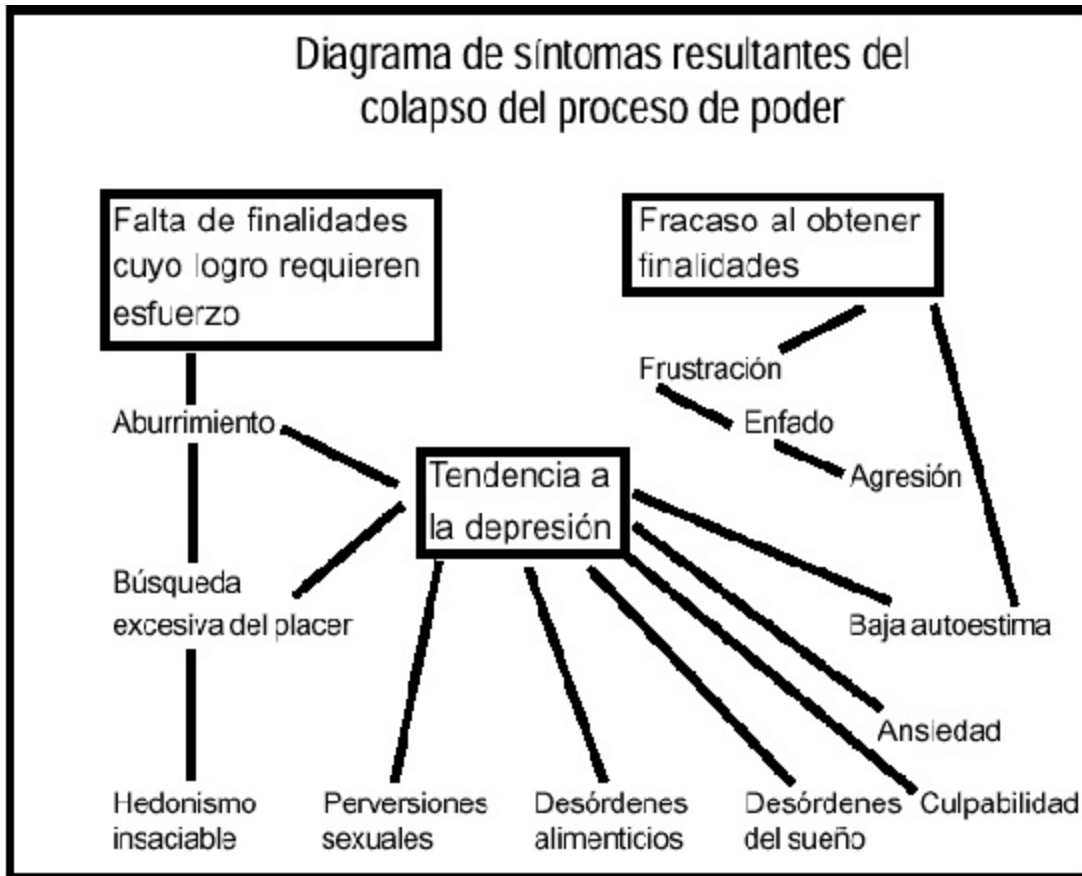 Diagrama de síntomas resultantes del
colapso del proceso de poder
Falta de finalidades
cuyo logro requieren
esfuerzo
Fracaso al obtener
finalidades
Frustración
Aburrimiento
Enfado
Tendencia a
la depresión
Agresión
Búsqueda
excesiva del placer
Baja autoestima
Ansiedad
Hedonismo
insaciable
Perversiones
sexuales
Desórdenes
alimenticios
Desórdenes
del sueño
Culpabilidad